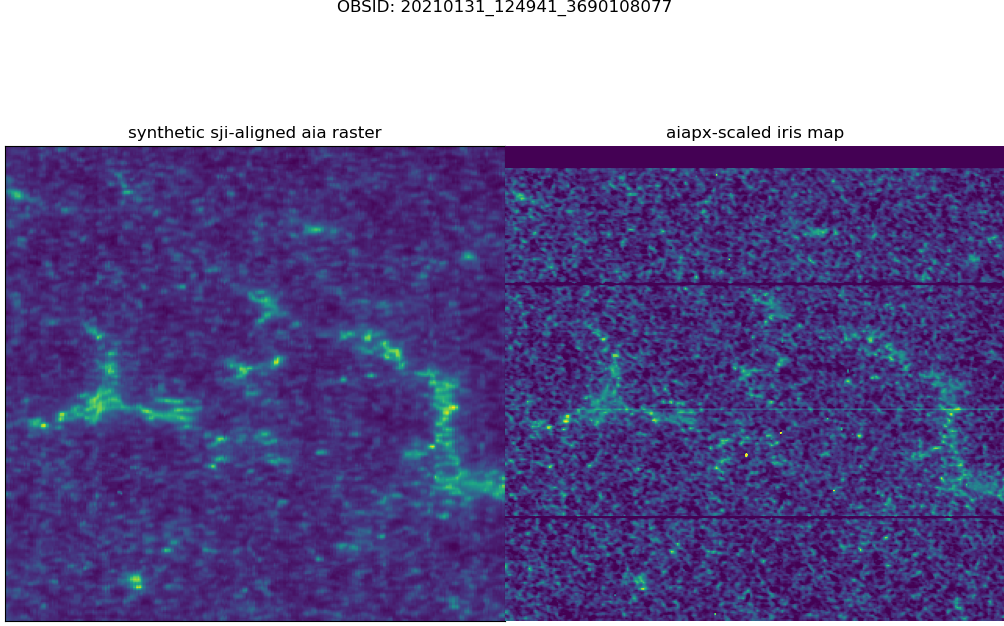 OBSID: 20210131_124941_3690108077
synthetic sji-aligned aia raster
aiapx-scaled iris map